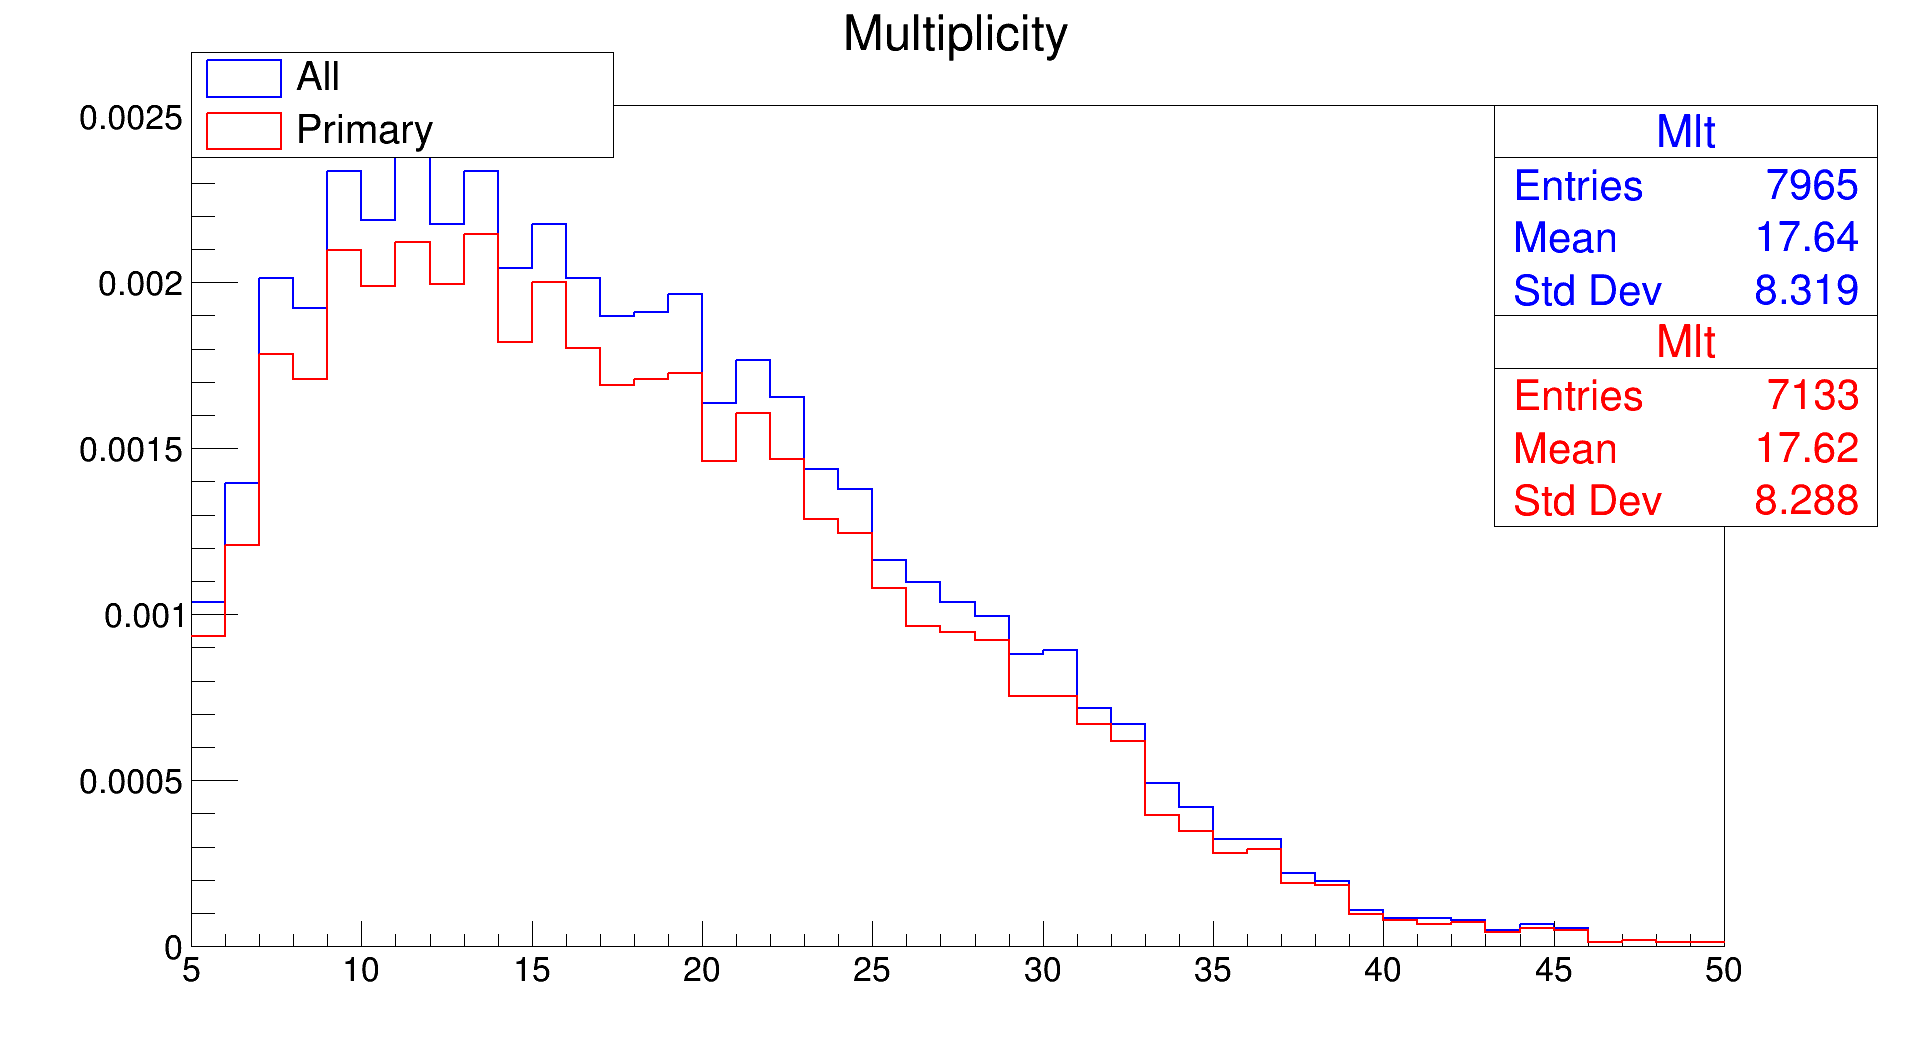 Multiplicity
All
Primary
Mlt
Entries 7965
Mean 17.64
Std Dev 8.319
Mlt
Entries 7133
Mean 17.62
Std Dev 8.288
0.0025
0.002
0.0015
0.001
0.0005
0
5 10 15 20 25 30 35 40 45 50